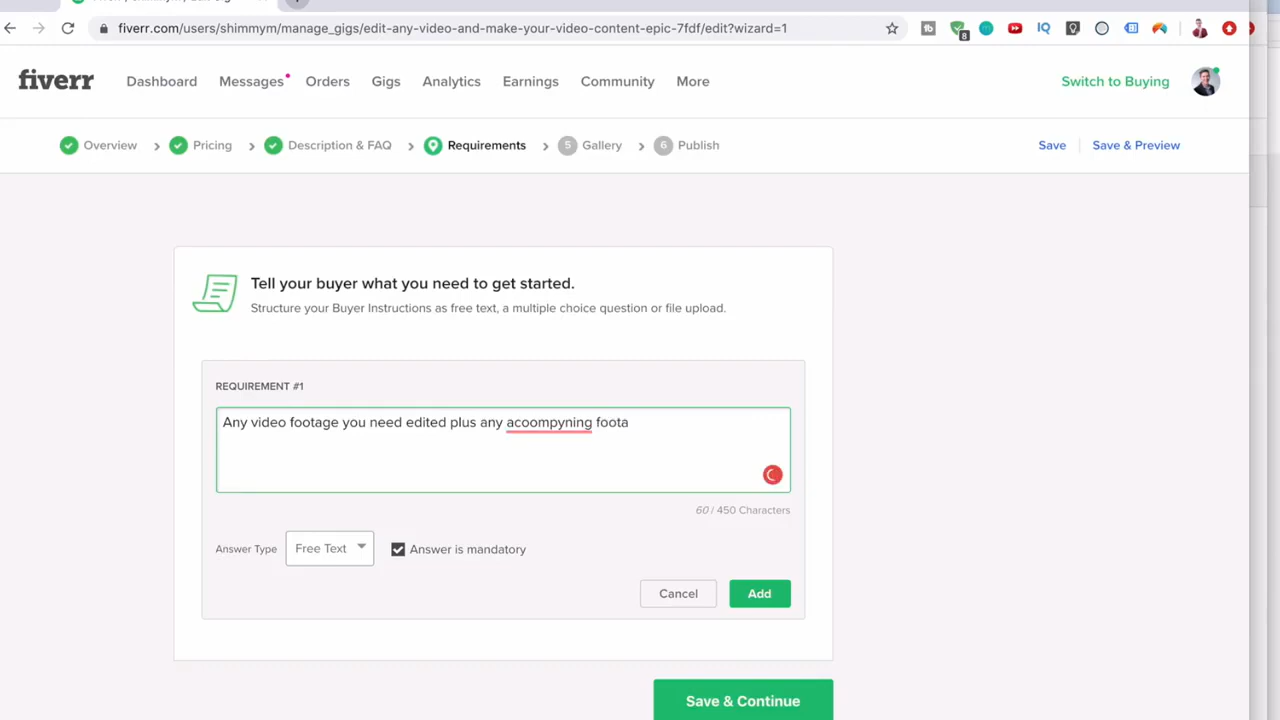 fiverr.com/users/shimmym/manage_gigs/edit-any-video-and-make-your-video-content-epic-7fdf/edit?wizard=1
8
fiverr
Dashboard Messages Orders Gigs Analytics Earnings Community More Switch to Buying
Overview Pricing Description & FAQ Requirements 5 Gallery 6 Publish Save Save & Preview
Tell your buyer what you need to get started.
Structure your Buyer Instructions as free text, a multiple choice question or file upload.
REQUIREMENT #1
Any video footage you need edited plus any acoompyning foota
60 / 450 Characters
Answer Type Free Text Answer is mandatory
Cancel Add
Save & Continue